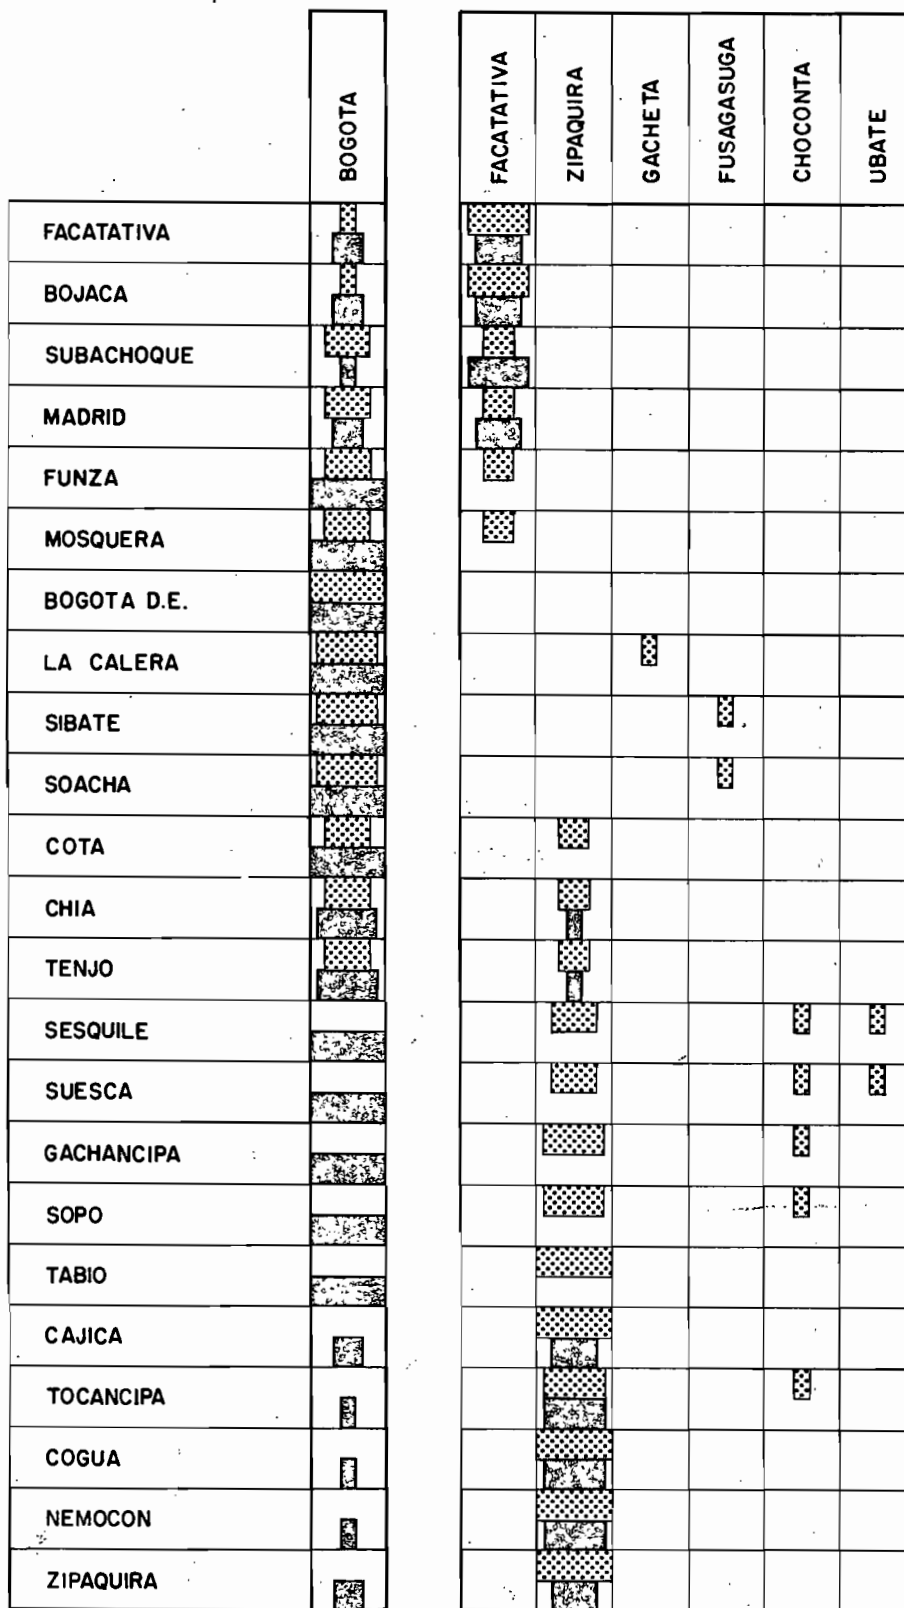 BOGOTA
FACATATIVA
ZIPAQUIRA
GACHETA
FUSAGASUGA
CHOCONTA
UBATE
FACATATIVA
BOJACA
SUBACHOQUE
MADRID
FUNZA
MOSQUERA
BOGOTA D.E.
LA CALERA
SIBATE
SOACHA
COTA
CHIA
TENJO
SESQUILE
SUESCA
GACHANCIPA
SOPO
TABIO
CAJICA
TOCANCIPA
COGUA
NEMOCON
ZIPAQUIRA